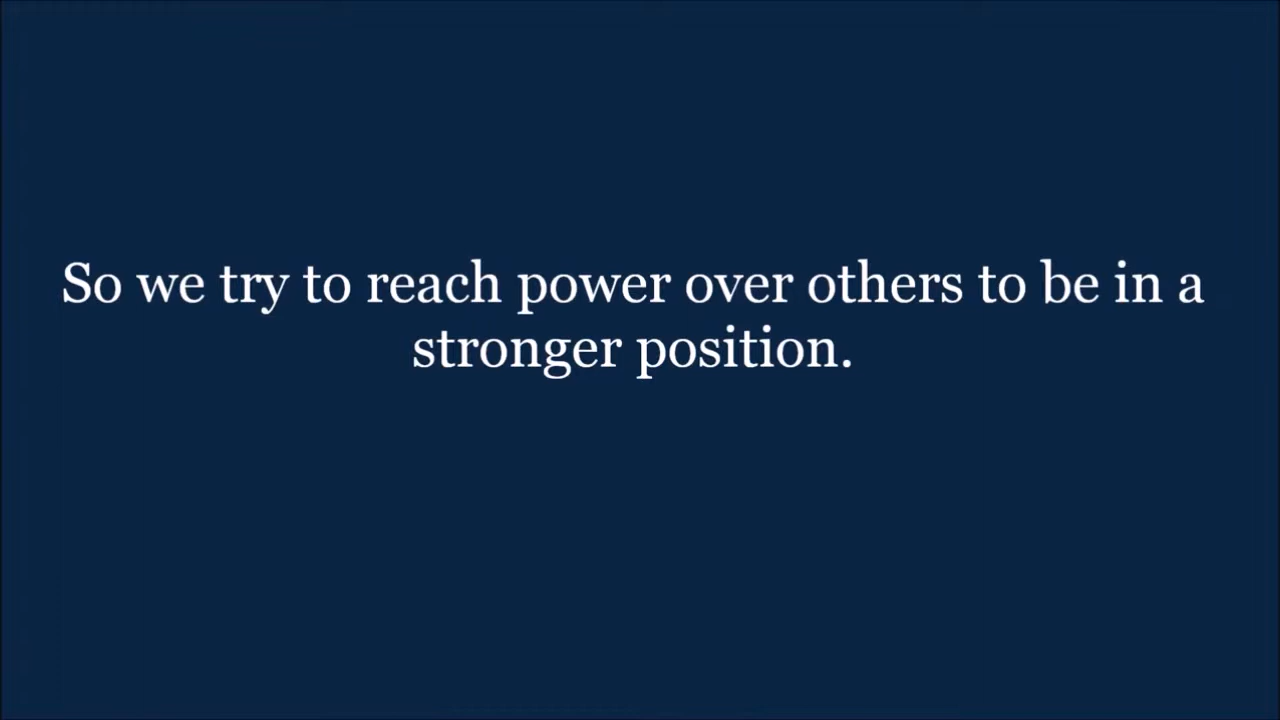 So we try to reach power over others to be in a
stronger position.